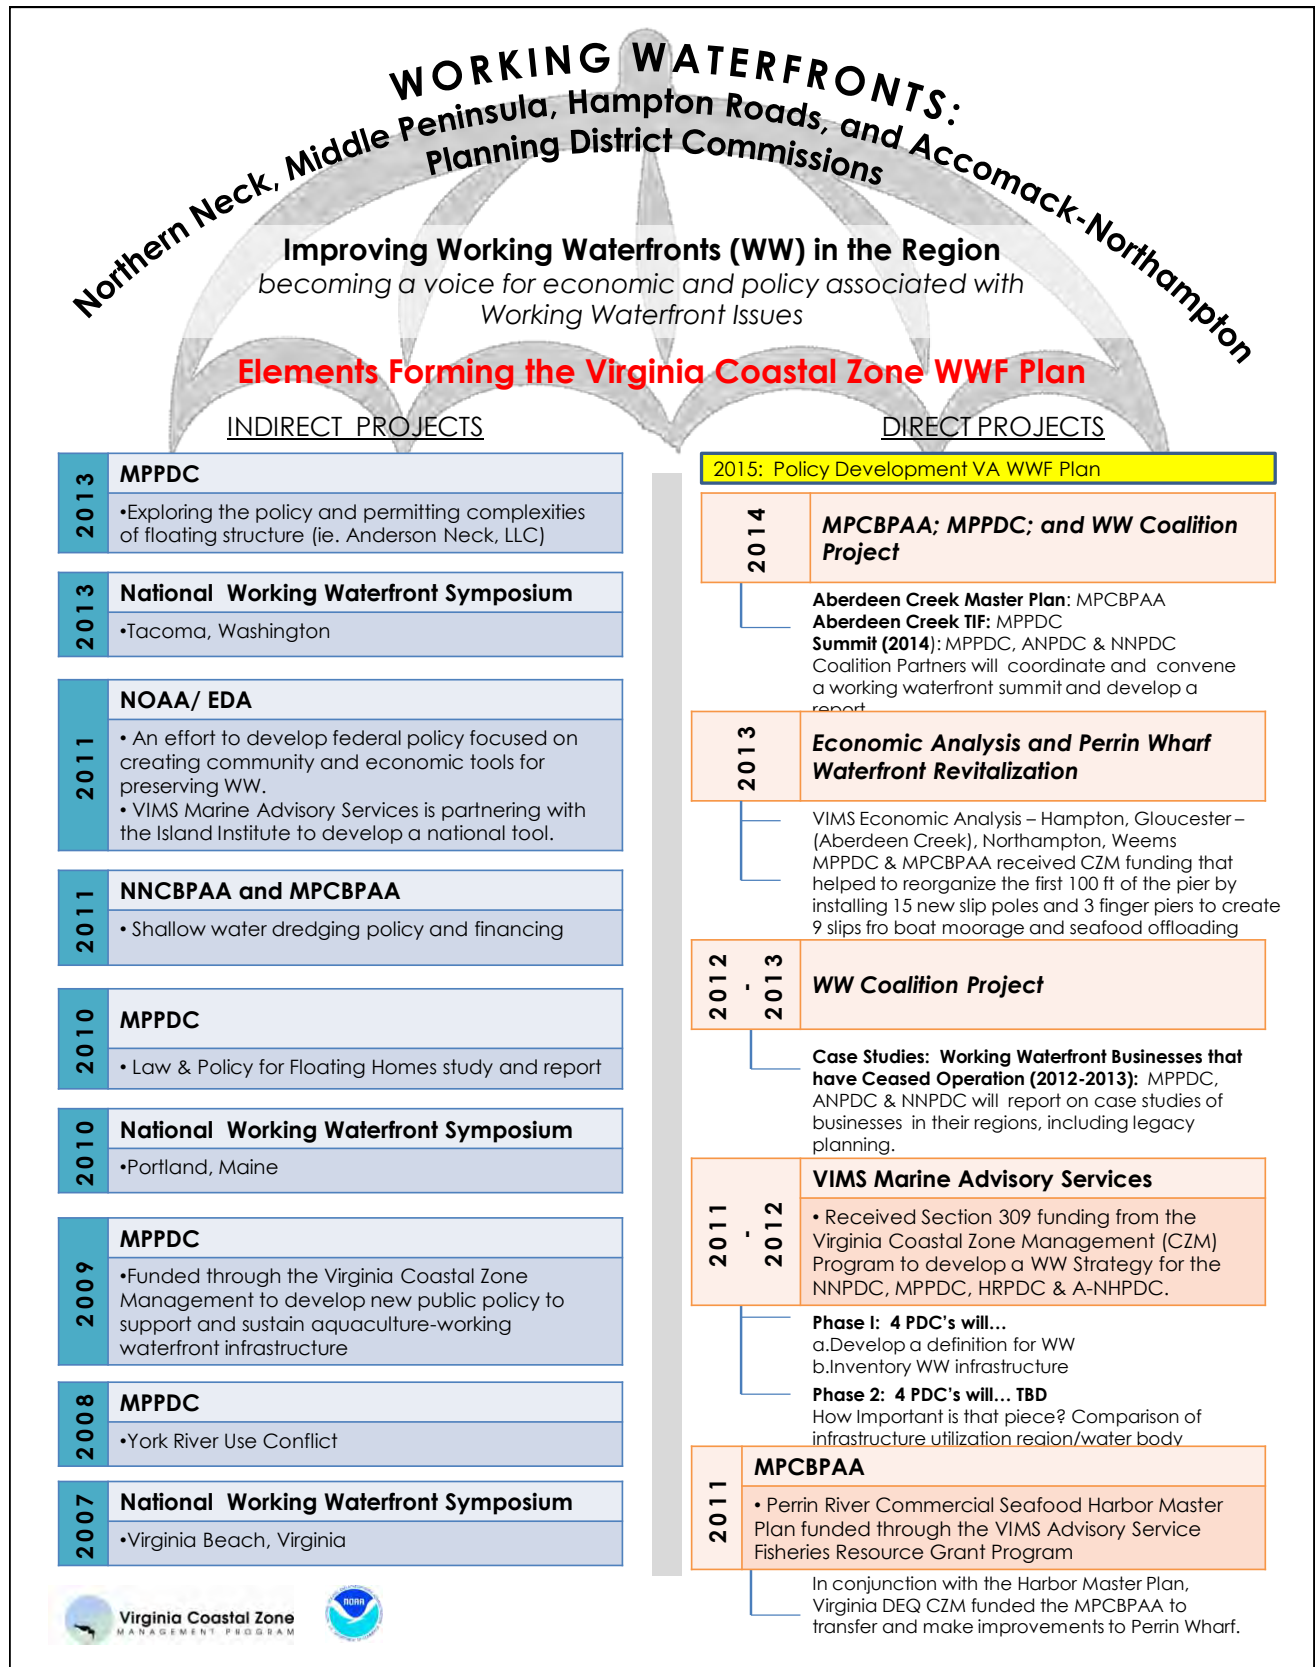 WORKING WATERFRONTS:
Northern Neck, Middle Peninsula, Hampton Roads, and Accomack-Northampton
Planning District Commissions
Improving Working Waterfronts (WW) in the Region
becoming a voice for economic and policy associated with
Working Waterfront Issues
Elements Forming the Virginia Coastal Zone WWF Plan
INDIRECT PROJECTS
2013
MPPDC
•Exploring the policy and permitting complexities
of floating structure (ie. Anderson Neck, LLC)
2013
National Working Waterfront Symposium
•Tacoma, Washington
2011
NOAA/ EDA
• An effort to develop federal policy focused on
creating community and economic tools for
preserving WW.
• VIMS Marine Advisory Services is partnering with
the Island Institute to develop a national tool.
2011
NNCBPAA and MPCBPAA
• Shallow water dredging policy and financing
2010
MPPDC
• Law & Policy for Floating Homes study and report
2010
National Working Waterfront Symposium
•Portland, Maine
2009
MPPDC
•Funded through the Virginia Coastal Zone
Management to develop new public policy to
support and sustain aquaculture-working
waterfront infrastructure
2008
MPPDC
•York River Use Conflict
2007
National Working Waterfront Symposium
•Virginia Beach, Virginia
Virginia Coastal Zone
MANAGEMENT PROGRAM
NOAA
DIRECT PROJECTS
2015: Policy Development VA WWF Plan
2014
MPCBPAA; MPPDC; and WW Coalition
Project
Aberdeen Creek Master Plan: MPCBPAA
Aberdeen Creek TIF: MPPDC
Summit (2014): MPPDC, ANPDC & NNPDC
Coalition Partners will coordinate and convene
a working waterfront summit and develop a
report
2013
Economic Analysis and Perrin Wharf
Waterfront Revitalization
VIMS Economic Analysis – Hampton, Gloucester –
(Aberdeen Creek), Northampton, Weems
MPPDC & MPCBPAA received CZM funding that
helped to reorganize the first 100 ft of the pier by
installing 15 new slip poles and 3 finger piers to create
9 slips fro boat moorage and seafood offloading
2012 - 2013
WW Coalition Project
Case Studies: Working Waterfront Businesses that
have Ceased Operation (2012-2013): MPPDC,
ANPDC & NNPDC will report on case studies of
businesses in their regions, including legacy
planning.
2011 - 2012
VIMS Marine Advisory Services
• Received Section 309 funding from the
Virginia Coastal Zone Management (CZM)
Program to develop a WW Strategy for the
NNPDC, MPPDC, HRPDC & A-NHPDC.
Phase I: 4 PDC's will…
a.Develop a definition for WW
b.Inventory WW infrastructure
Phase 2: 4 PDC's will… TBD
How Important is that piece? Comparison of
infrastructure utilization region/water body
2011
MPCBPAA
• Perrin River Commercial Seafood Harbor Master
Plan funded through the VIMS Advisory Service
Fisheries Resource Grant Program
In conjunction with the Harbor Master Plan,
Virginia DEQ CZM funded the MPCBPAA to
transfer and make improvements to Perrin Wharf.